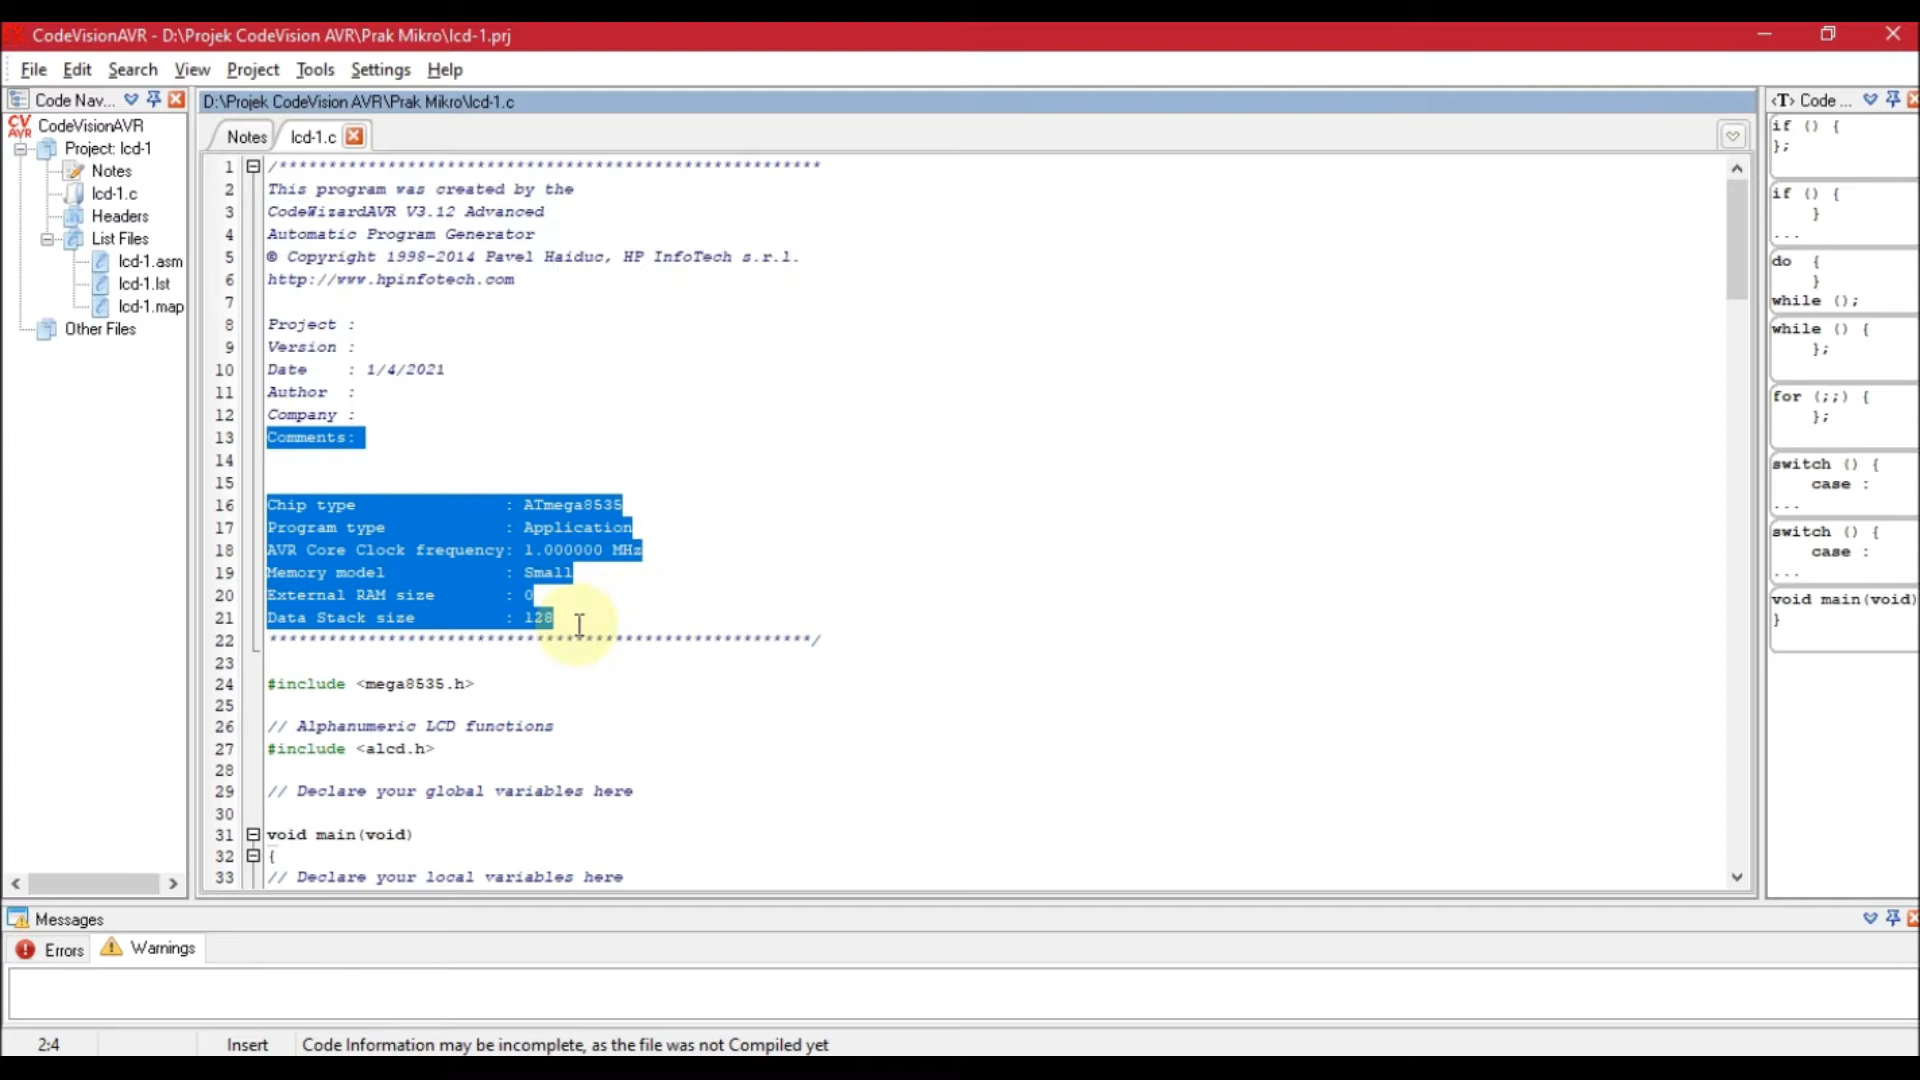 CodeVisionAVR - D:\Projek CodeVision AVR\Prak Mikro\lcd-1.prj
File Edit Search View Project Tools Settings Help
Code Nav...
CodeVisionAVR
Project: lcd-1
Notes
lcd-1.c
Headers
List Files
lcd-1.asm
lcd-1.lst
lcd-1.map
Other Files
D:\Projek CodeVision AVR\Prak Mikro\lcd-1.c
Notes lcd-1.c
1 /*******************************************************
2 This program was created by the
3 CodeWizardAVR V3.12 Advanced
4 Automatic Program Generator
5 © Copyright 1998-2014 Pavel Haiduc, HP InfoTech s.r.l.
6 http://www.hpinfotech.com
7
8 Project :
9 Version :
10 Date    : 1/4/2021
11 Author  :
12 Company :
13 Comments:
14
15
16 Chip type               : ATmega8535
17 Program type            : Application
18 AVR Core Clock frequency: 1.000000 MHz
19 Memory model            : Small
20 External RAM size       : 0
21 Data Stack size         : 128
22 *******************************************************/
23
24 #include <mega8535.h>
25
26 // Alphanumeric LCD functions
27 #include <alcd.h>
28
29 // Declare your global variables here
30
31 void main(void)
32 {
33 // Declare your local variables here
<T> Code ...
if () {
};
if () {
}
...
do {
}
while ();
while () {
};
for (;;) {
};
switch () {
case :
...
switch () {
case :
...
void main(void)
}
Messages
Errors Warnings
2:4 Insert Code Information may be incomplete, as the file was not Compiled yet